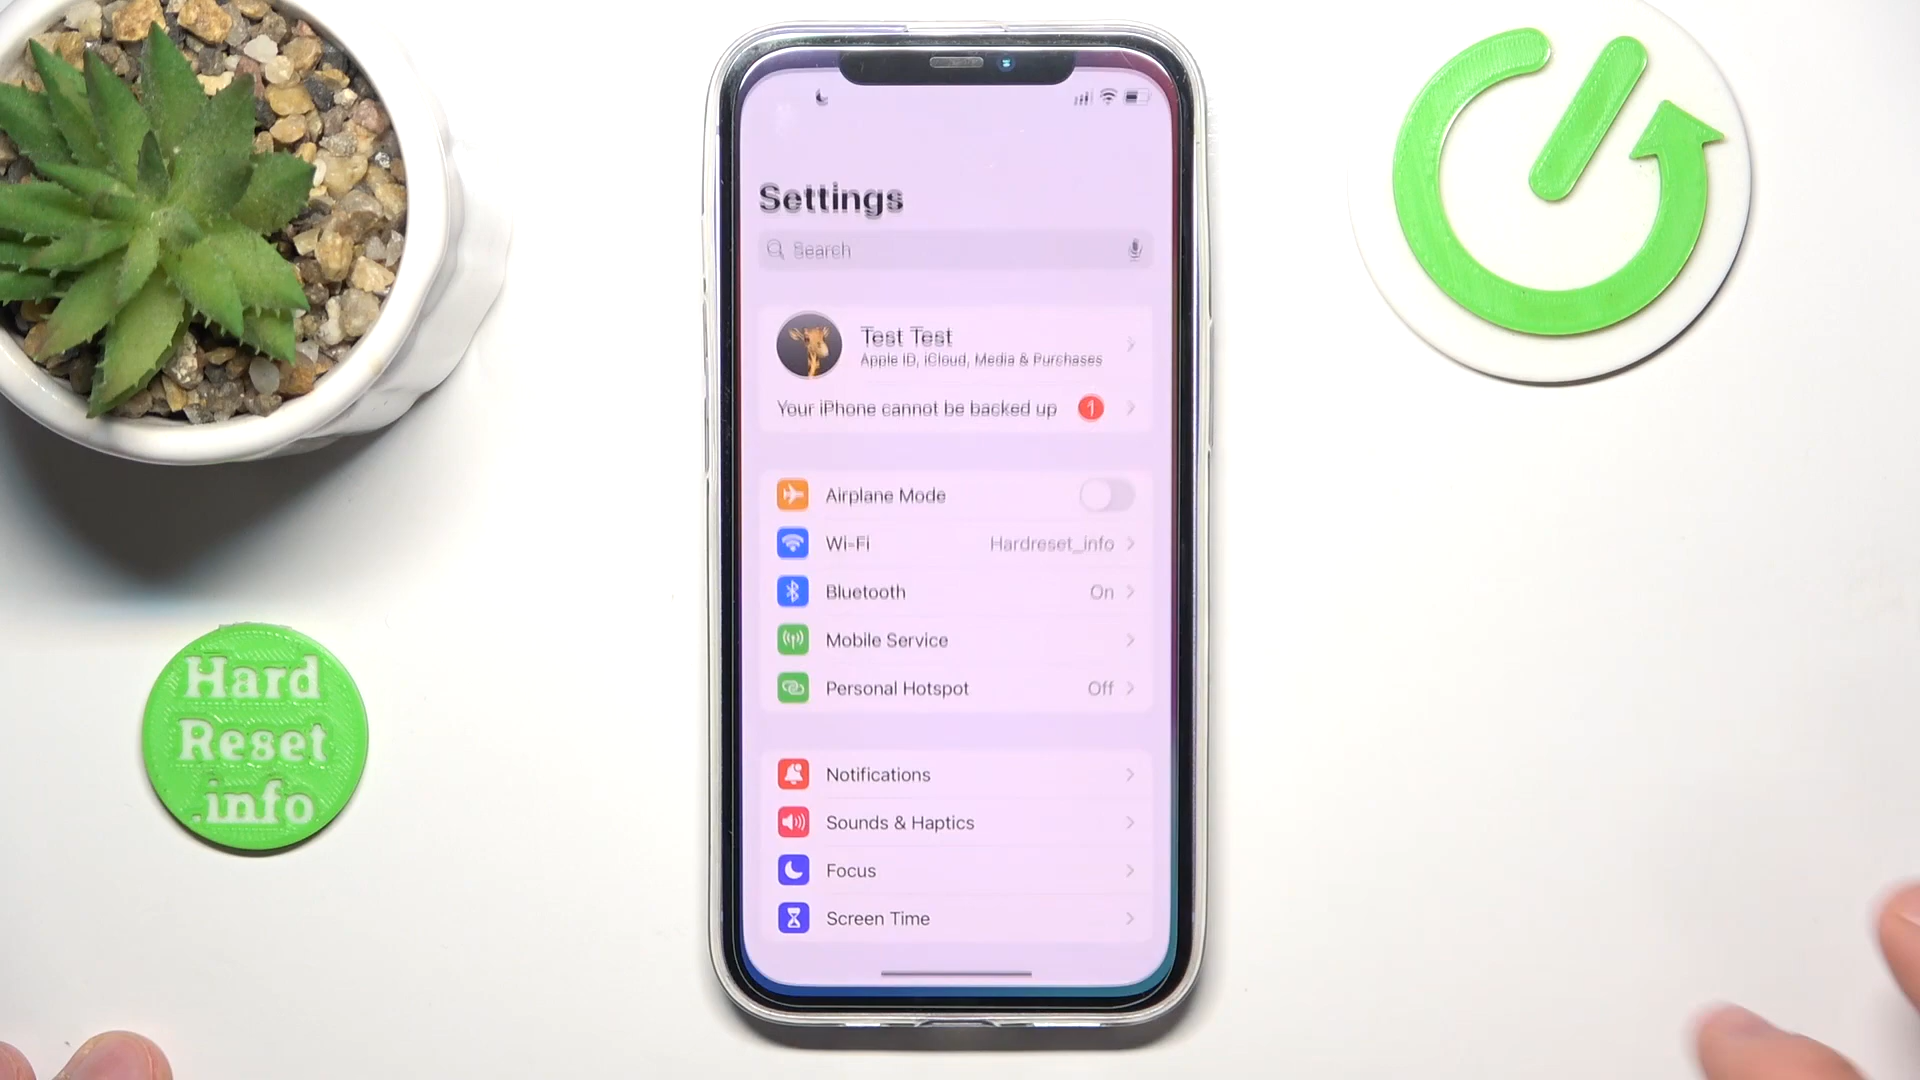 Settings
Search
Test Test
Apple ID, iCloud, Media & Purchases
Your iPhone cannot be backed up 1
Airplane Mode
Wi-Fi Hardreset_info
Bluetooth On
Mobile Service
Personal Hotspot Off
Notifications
Sounds & Haptics
Focus
Screen Time
Hard
Reset
.info